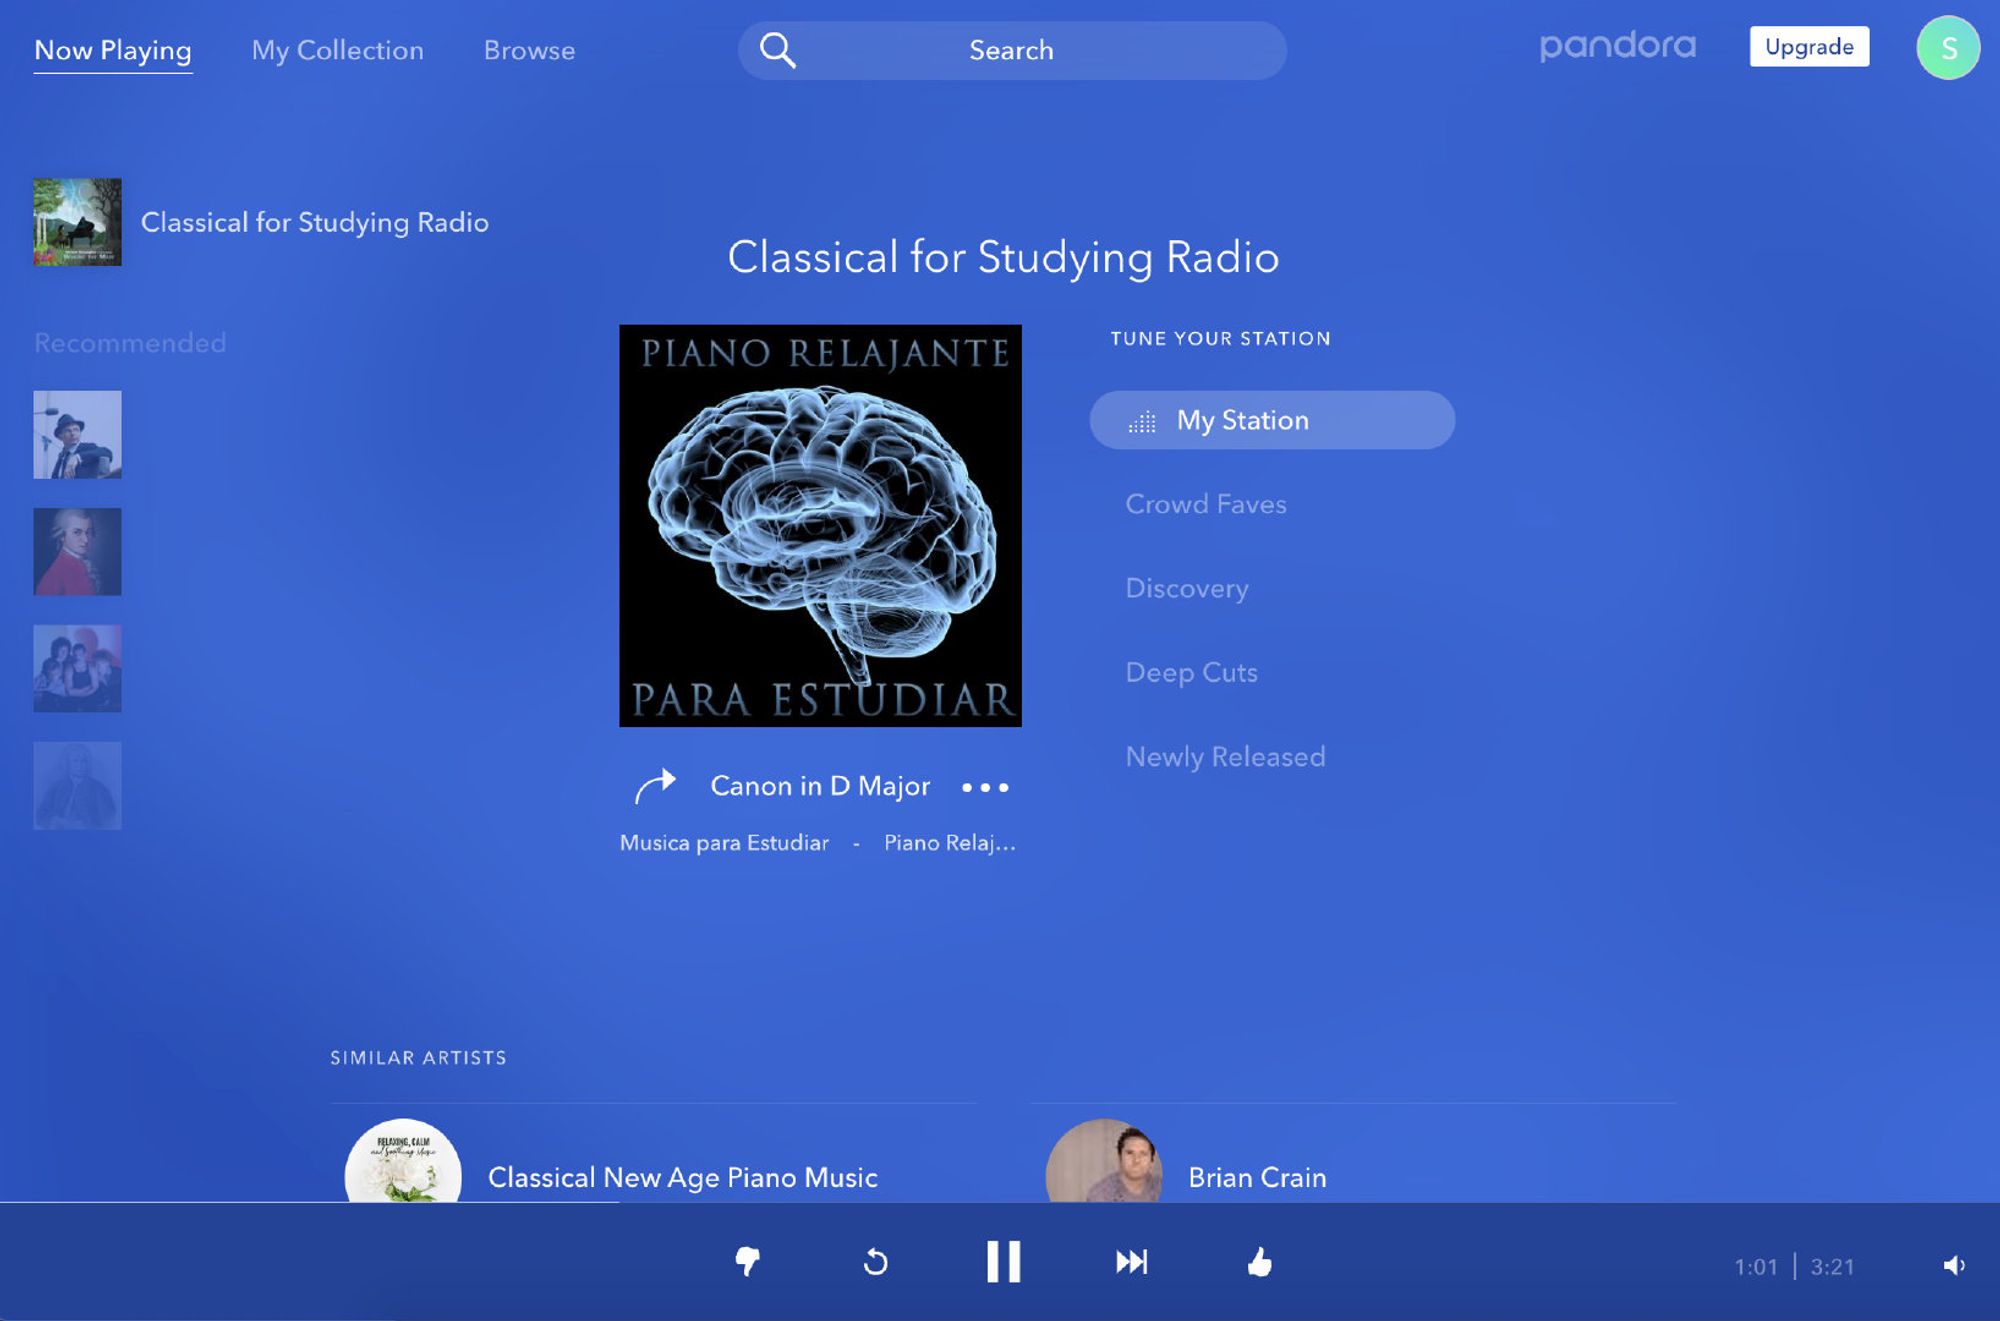 Now Playing
My Collection
Browse
Search
pandora
Upgrade
S
Classical for Studying Radio
Recommended
Classical for Studying Radio
PIANO RELAJANTE
PARA ESTUDIAR
Canon in D Major
Musica para Estudiar - Piano Relaj...
TUNE YOUR STATION
My Station
Crowd Faves
Discovery
Deep Cuts
Newly Released
SIMILAR ARTISTS
RELAXING, CALM
and Soothing Music
Classical New Age Piano Music
Brian Crain
1:01 | 3:21